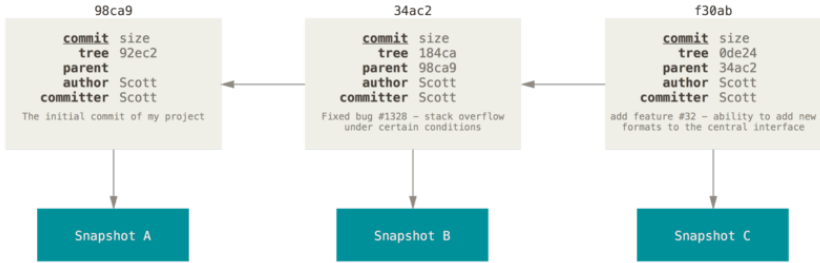 98ca9
commit size
tree 92ec2
parent
author Scott
committer Scott
The initial commit of my project
Snapshot A
34ac2
commit size
tree 184ca
parent 98ca9
author Scott
committer Scott
Fixed bug #1328 – stack overflow
under certain conditions
Snapshot B
f30ab
commit size
tree 0de24
parent 34ac2
author Scott
committer Scott
add feature #32 – ability to add new
formats to the central interface
Snapshot C